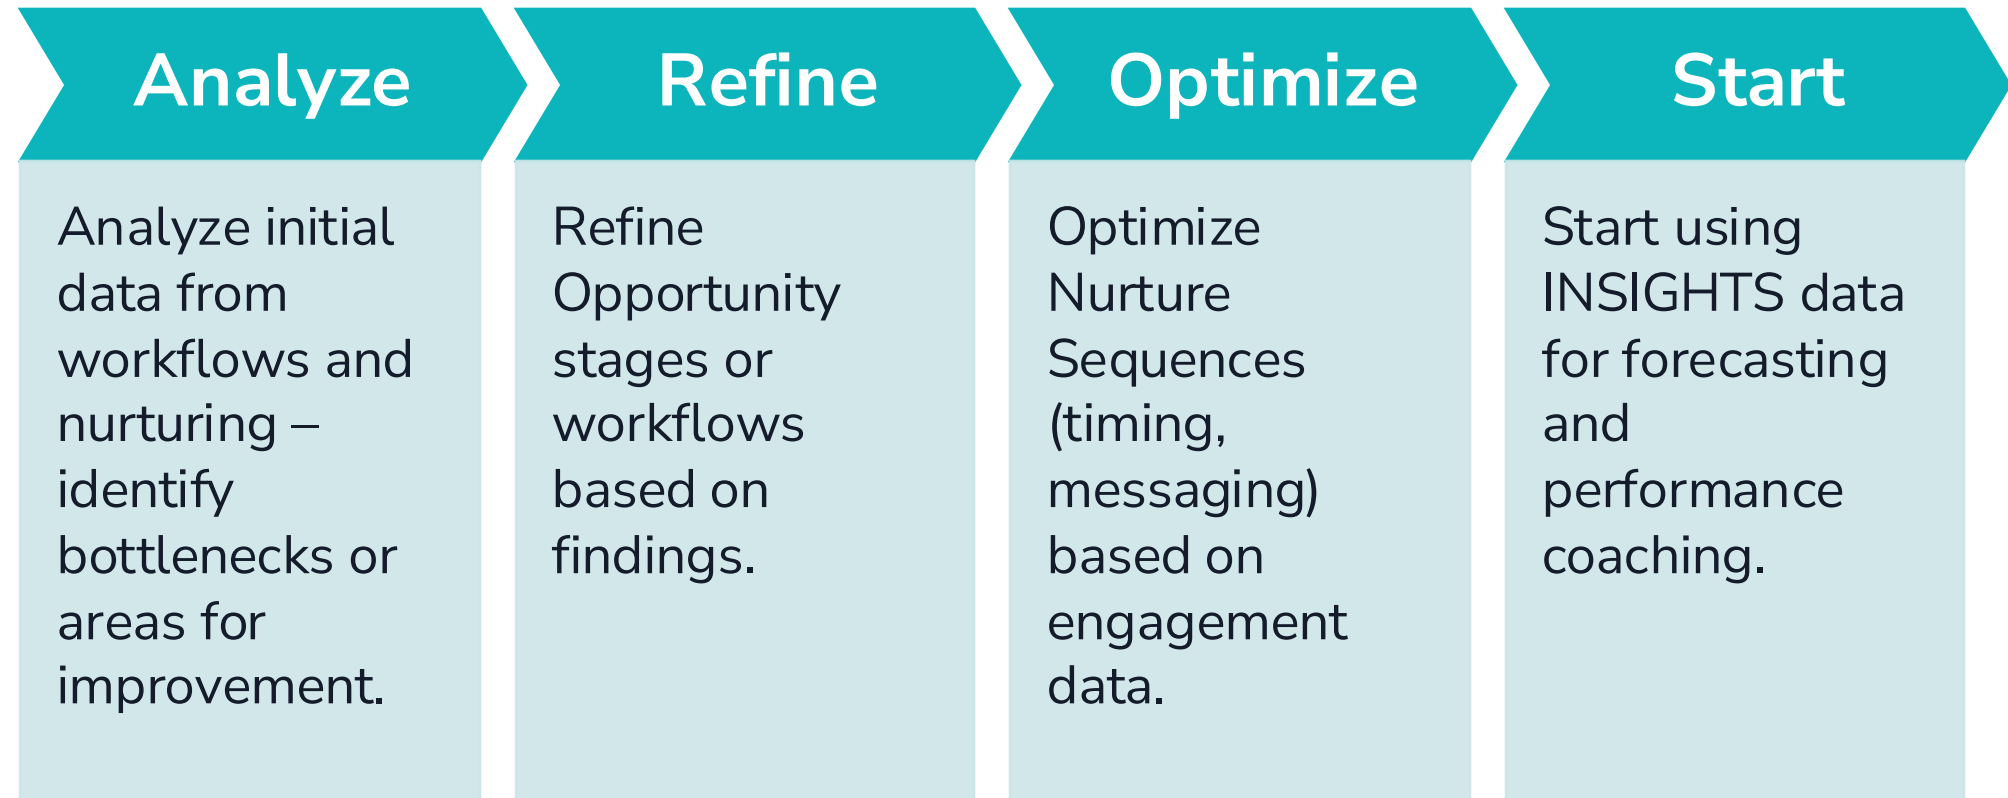 Analyze
Analyze initial
data from
workflows and
nurturing –
identify
bottlenecks or
areas for
improvement.
Refine
Refine
Opportunity
stages or
workflows
based on
findings.
Optimize
Optimize
Nurture
Sequences
(timing,
messaging)
based on
engagement
data.
Start
Start using
INSIGHTS data
for forecasting
and
performance
coaching.